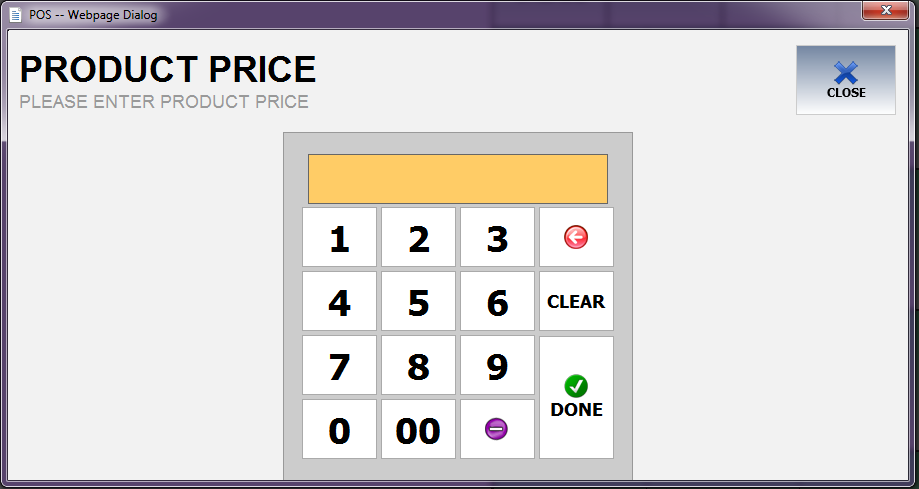 POS -- Webpage Dialog
PRODUCT PRICE
PLEASE ENTER PRODUCT PRICE
CLOSE
1 2 3
4 5 6 CLEAR
7 8 9
DONE
0 00